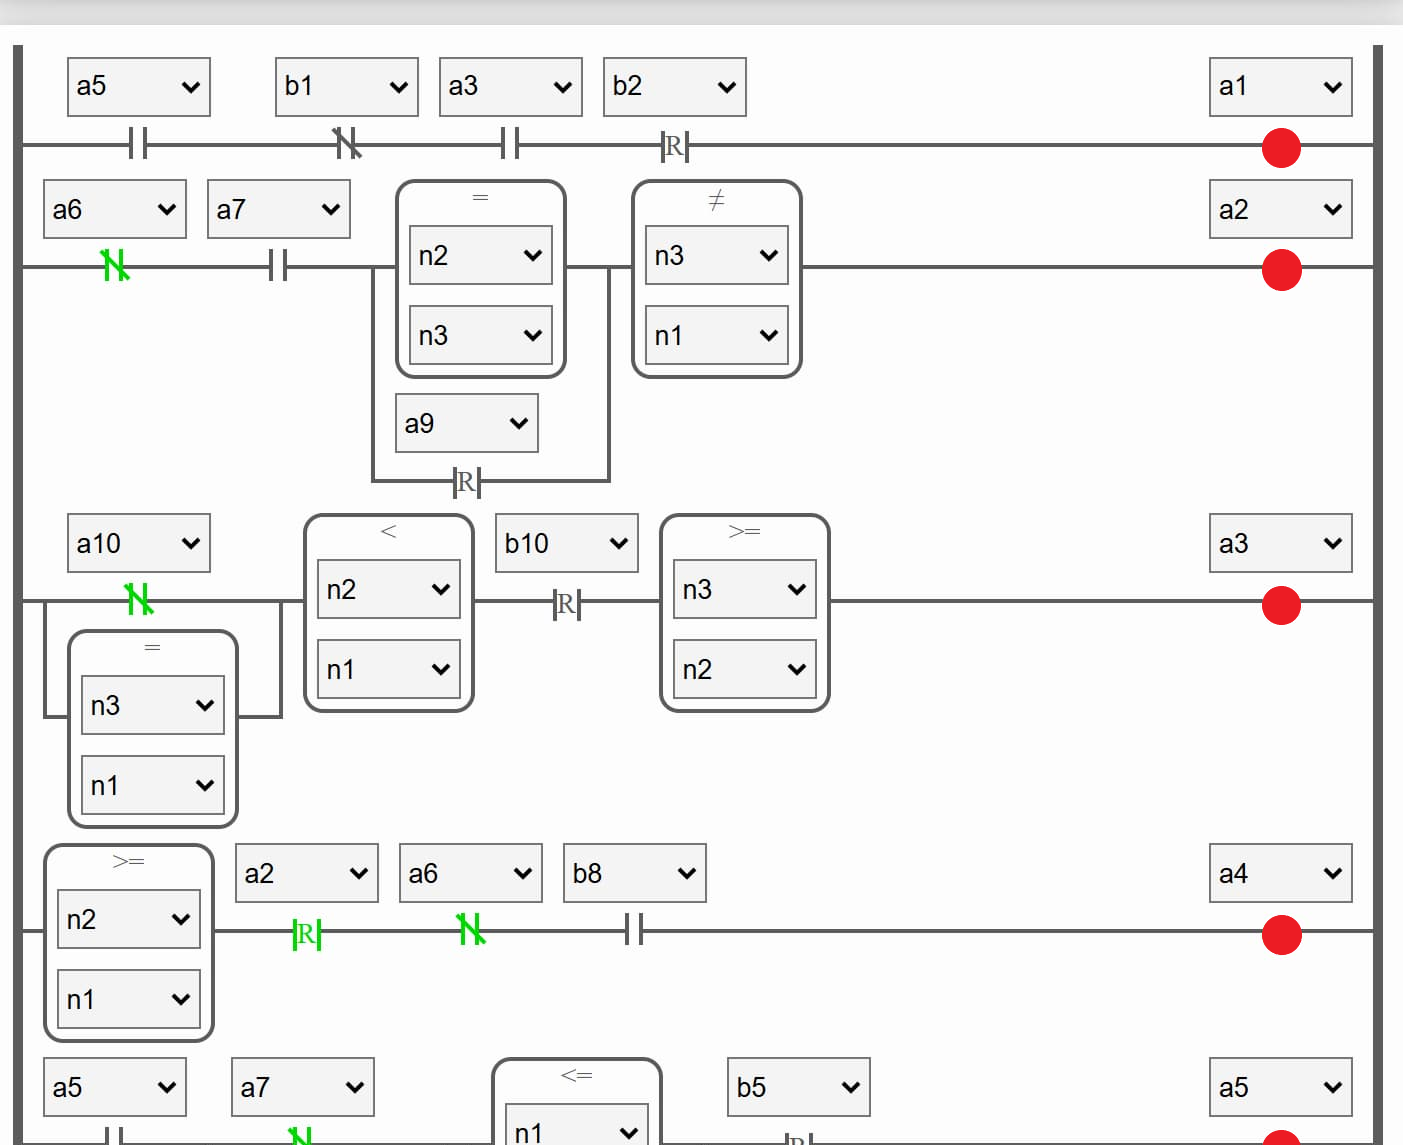 a5 b1 a3 b2 a1
R
a6 a7 = ≠ a2
n2 n3
n3 n1
a9
R
a10 < b10 >= a3
n2 n3
R
= n1 n2
n3
n1
>= a2 a6 b8 a4
n2
R
n1
a5 a7 <= b5 a5
n1
R